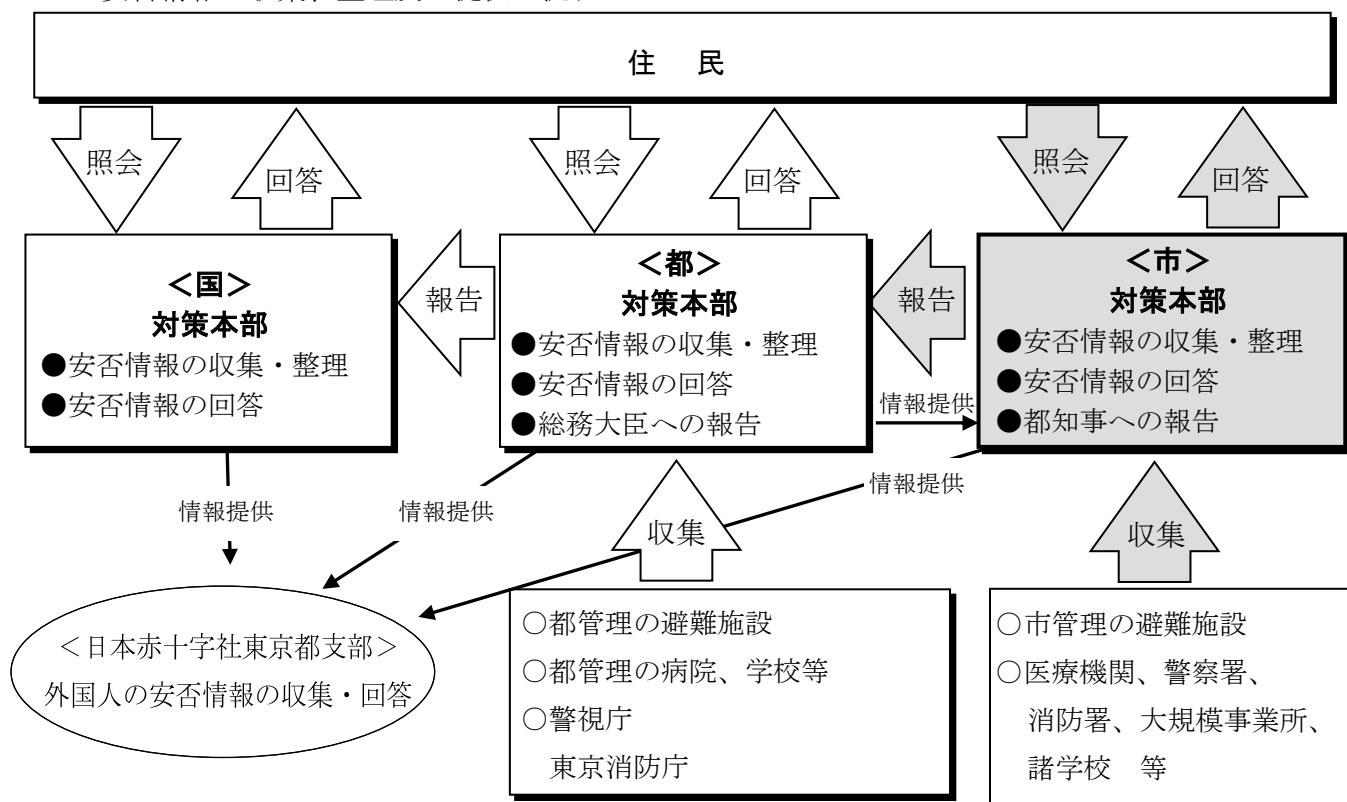 住　民
照会
回答
照会
回答
照会
回答
＜国＞
対策本部
●安否情報の収集・整理
●安否情報の回答
報告
＜都＞
対策本部
●安否情報の収集・整理
●安否情報の回答
●総務大臣への報告
報告
＜市＞
対策本部
●安否情報の収集・整理
●安否情報の回答
●都知事への報告
情報提供
情報提供
情報提供
情報提供
収集
収集
＜日本赤十字社東京都支部＞
外国人の安否情報の収集・回答
○都管理の避難施設
○都管理の病院、学校等
○警視庁
東京消防庁
○市管理の避難施設
○医療機関、警察署、
消防署、大規模事業所、
諸学校　等